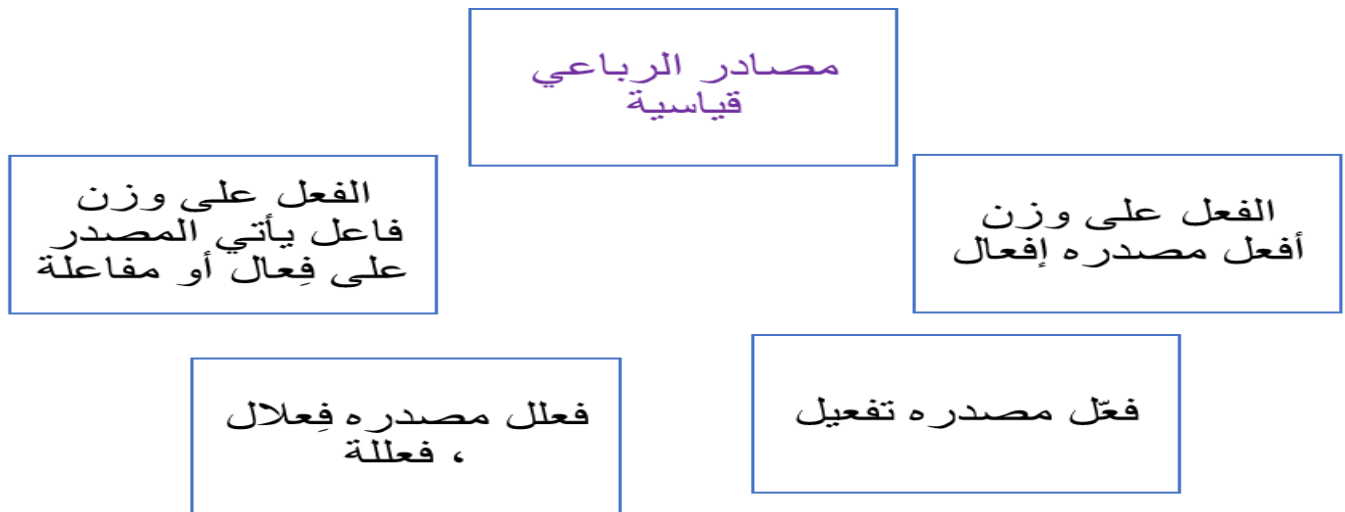 مصادر الرباعي
قياسية
الفعل على وزن
أفعل مصدره إفعال
الفعل على وزن
فاعل يأتي المصدر
على فِعال أو مفاعلة
فعّل مصدره تفعيل
فعلل مصدره فِعلال
، فعللة